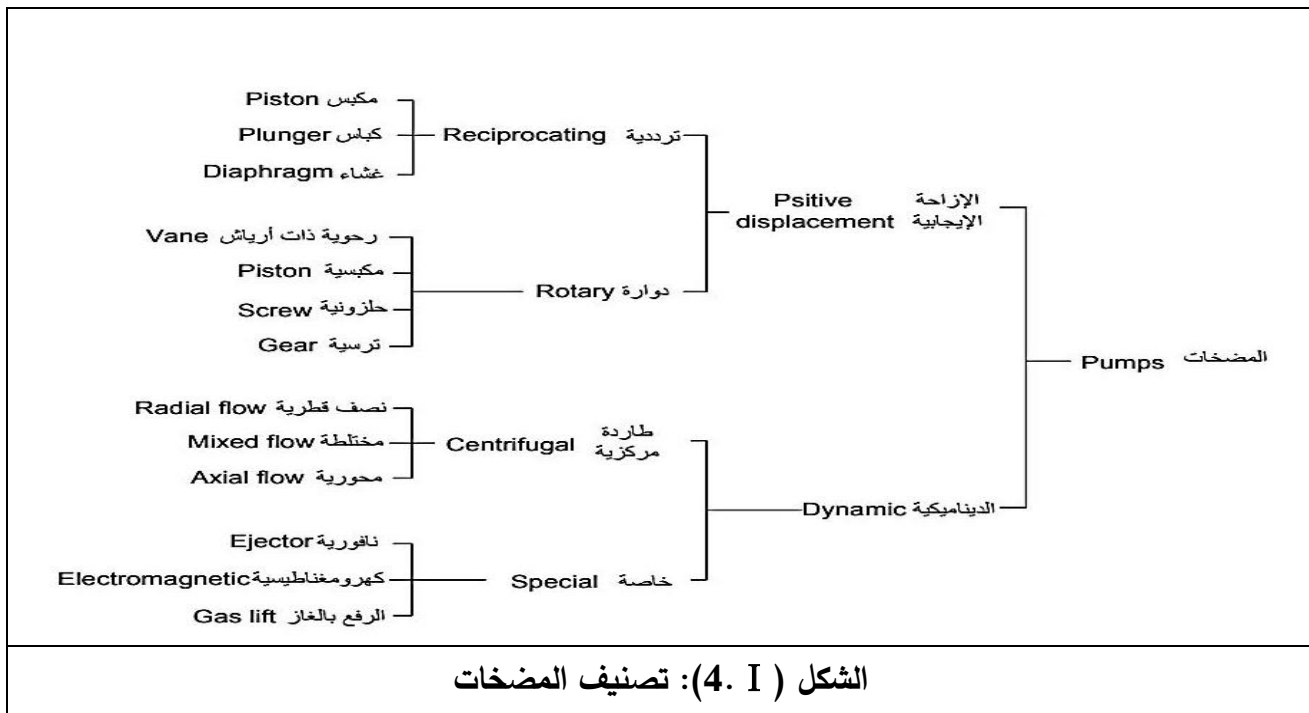 المضخات Pumps
الإزاحة
الإيجابية
Psitive
displacement
ترددية Reciprocating
مكبس Piston
كباس Plunger
غشاء Diaphragm
دوارة Rotary
رحوية ذات أرياش Vane
مكبسية Piston
حلزونية Screw
ترسية Gear
الديناميكية Dynamic
طاردة
مركزية
Centrifugal
نصف قطرية Radial flow
مختلطة Mixed flow
محورية Axial flow
خاصة Special
نافورية Ejector
كهرومغناطيسية Electromagnetic
الرفع بالغاز Gas lift
الشكل ( 4. I): تصنيف المضخات